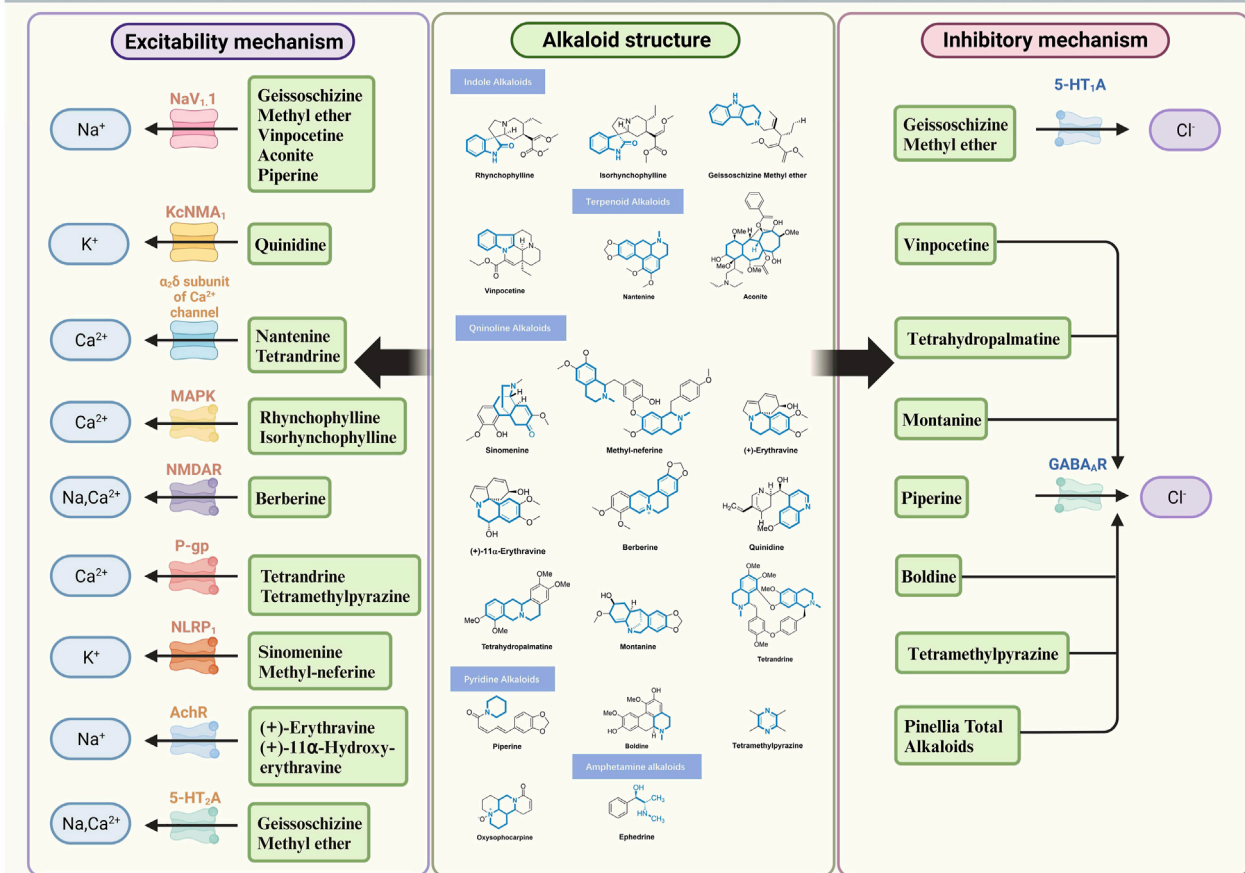 Excitability mechanism
NaV₁.1
Na⁺
Geissoschizine
Methyl ether
Vinpocetine
Aconite
Piperine
KcNMA₁
K⁺
Quinidine
α₂δ subunit
of Ca²⁺
channel
Ca²⁺
Nantenine
Tetrandrine
MAPK
Ca²⁺
Rhynchophylline
Isorhynchophylline
NMDAR
Na,Ca²⁺
Berberine
P-gp
Ca²⁺
Tetrandrine
Tetramethylpyrazine
NLRP₁
K⁺
Sinomenine
Methyl-neferine
AchR
Na⁺
(+)-Erythravine
(+)-11α-Hydroxy-
erythravine
5-HT₂A
Na,Ca²⁺
Geissoschizine
Methyl ether
Alkaloid structure
Indole Alkaloids
Rhynchophylline
Isorhynchophylline
Geissoschizine Methyl ether
Terpenoid Alkaloids
Vinpocetine
Nantenine
Aconite
Qninoline Alkaloids
Sinomenine
Methyl-neferine
(+)-Erythravine
(+)-11α-Erythravine
Berberine
Quinidine
Tetrahydropalmatine
Montanine
Tetrandrine
Pyridine Alkaloids
Piperine
Boldine
Tetramethylpyrazine
Amphetamine alkaloids
Oxysophocarpine
Ephedrine
Inhibitory mechanism
5-HT₁A
Geissoschizine
Methyl ether
Cl⁻
Vinpocetine
Tetrahydropalmatine
Montanine
GABAₐR
Piperine
Cl⁻
Boldine
Tetramethylpyrazine
Pinellia Total
Alkaloids